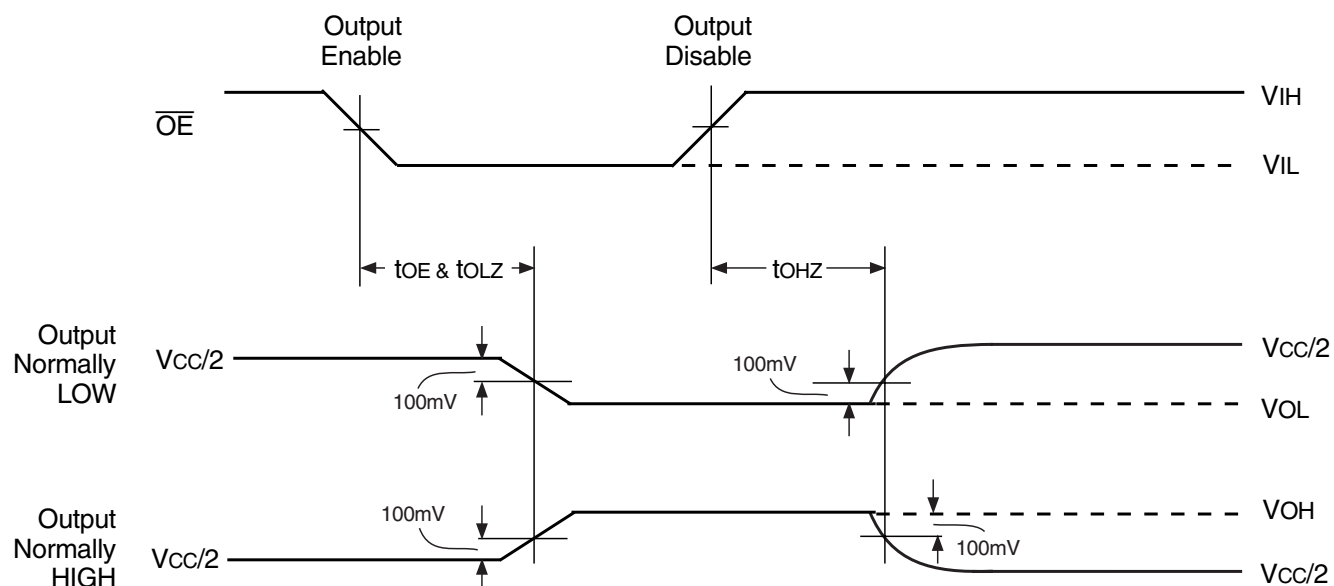 Output
Enable
Output
Disable
OE
VIH
VIL
tOE & tOLZ
tOHZ
Output
Normally
LOW
VCC/2
100mV
100mV
VCC/2
VOL
Output
Normally
HIGH
VCC/2
100mV
VOH
100mV
VCC/2